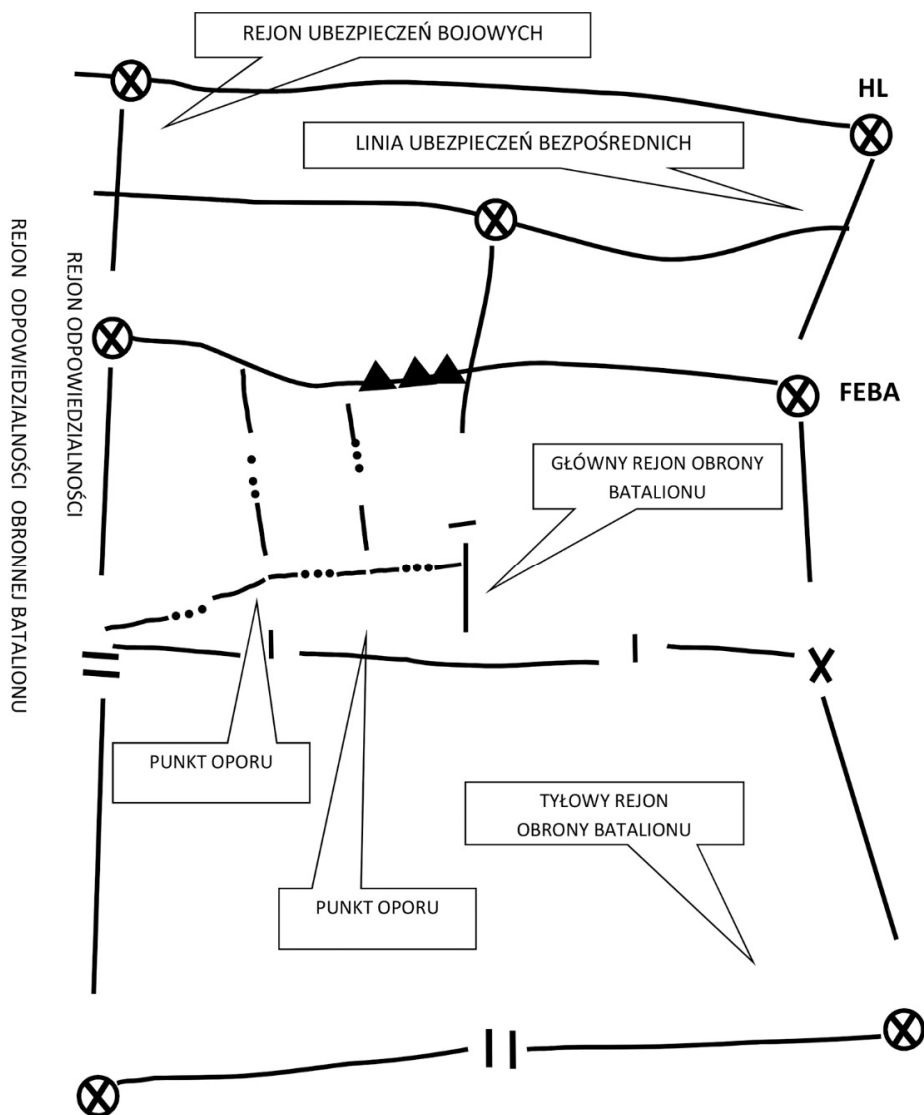 REJON UBEZPIECZEŃ BOJOWYCH
HL
LINIA UBEZPIECZEŃ BEZPOŚREDNICH
REJON ODPOWIEDZIALNOŚCI OBRONNEJ BATALIONU
REJON ODPOWIEDZIALNOŚCI
FEBA
GŁÓWNY REJON OBRONY
BATALIONU
PUNKT OPORU
TYŁOWY REJON
OBRONY BATALIONU
PUNKT OPORU